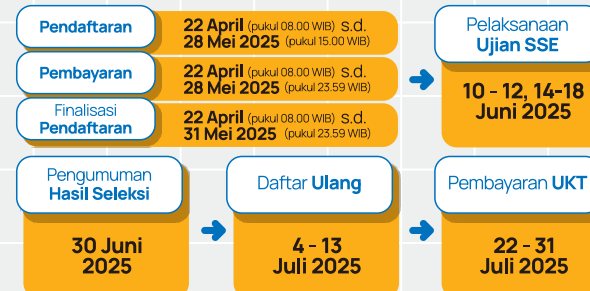 Pendaftaran
22 April (pukul 08.00 WIB) s.d.
28 Mei 2025 (pukul 15.00 WIB)
Pembayaran
22 April (pukul 08.00 WIB) s.d.
28 Mei 2025 (pukul 23.59 WIB)
Finalisasi
Pendaftaran
22 April (pukul 08.00 WIB) s.d.
31 Mei 2025 (pukul 23.59 WIB)
Pelaksanaan
Ujian SSE
10 - 12, 14-18
Juni 2025
Pengumuman
Hasil Seleksi
30 Juni
2025
Daftar Ulang
4 - 13
Juli 2025
Pembayaran UKT
22 - 31
Juli 2025